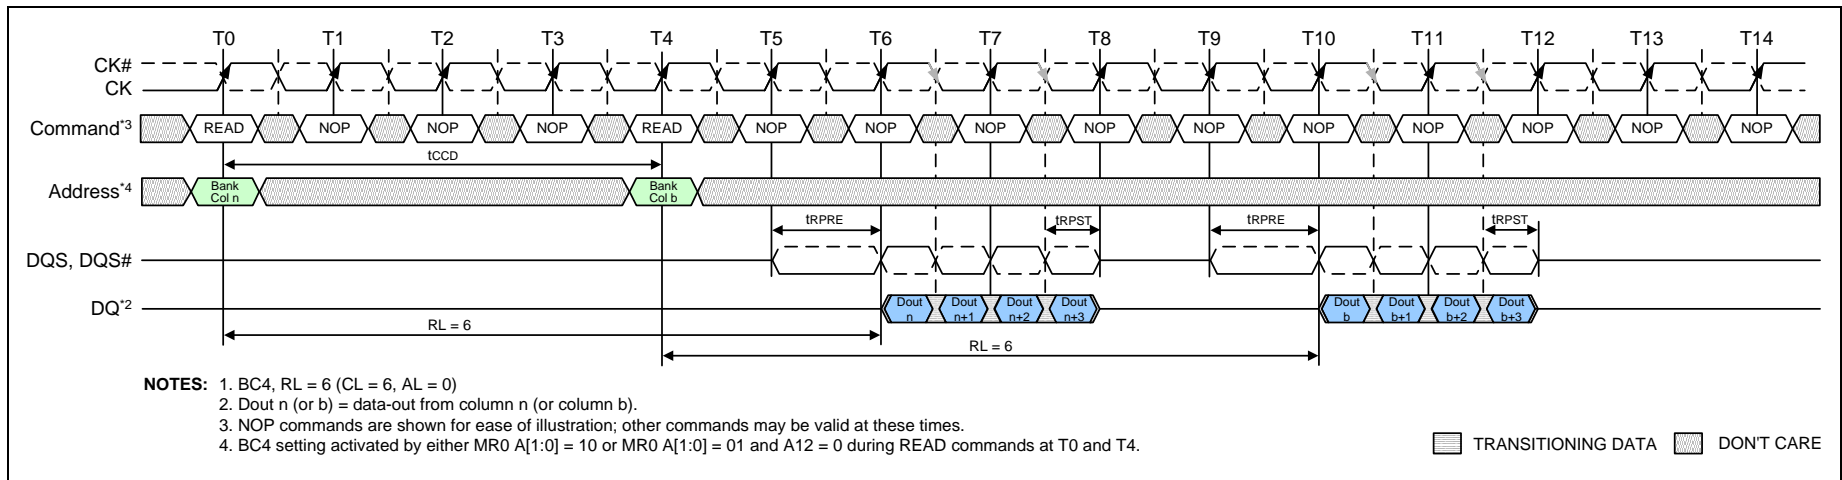 T0 T1 T2 T3 T4 T5 T6 T7 T8 T9 T10 T11 T12 T13 T14
CK#
CK
Command*3 READ NOP NOP NOP READ NOP NOP NOP NOP NOP NOP NOP NOP NOP NOP
tCCD
Address*4 Bank Col n Bank Col b
tRPRE tRPST tRPRE tRPST
DQS, DQS#
DQ*2 Dout n Dout n+1 Dout n+2 Dout n+3 Dout b Dout b+1 Dout b+2 Dout b+3
RL = 6
RL = 6
NOTES: 1. BC4, RL = 6 (CL = 6, AL = 0)
2. Dout n (or b) = data-out from column n (or column b).
3. NOP commands are shown for ease of illustration; other commands may be valid at these times.
4. BC4 setting activated by either MR0 A[1:0] = 10 or MR0 A[1:0] = 01 and A12 = 0 during READ commands at T0 and T4.
TRANSITIONING DATA DON'T CARE